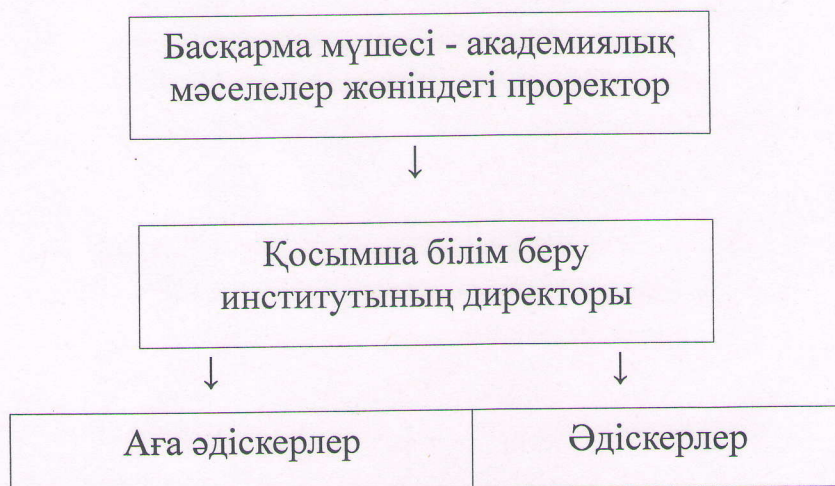 Басқарма мүшесі - академиялық
мәселелер жөніндегі проректор
↓
Қосымша білім беру
институтының директоры
↓ ↓
Аға әдіскерлер Әдіскерлер